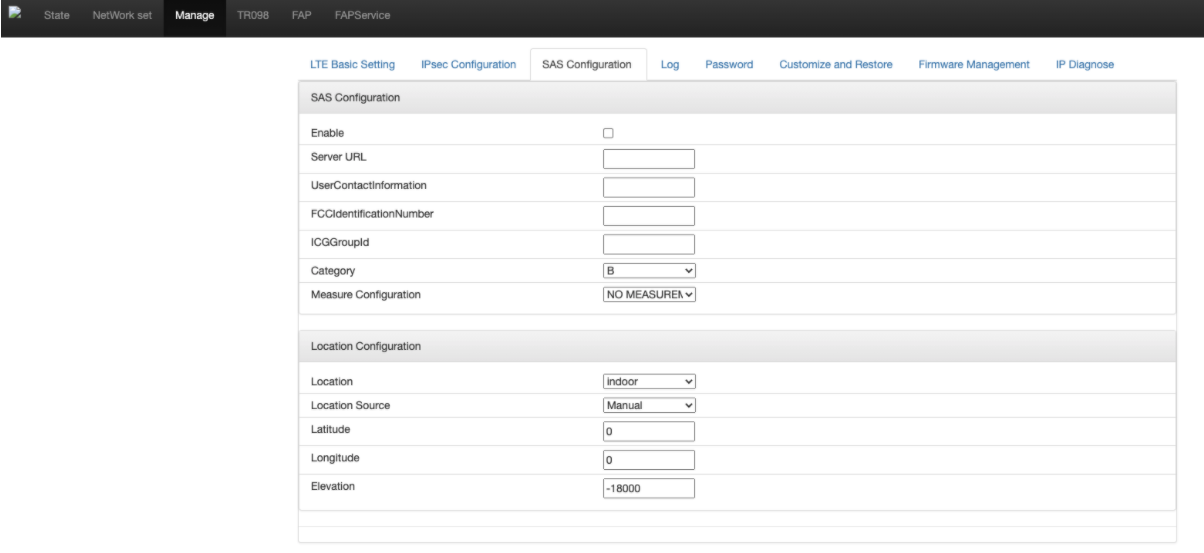 State NetWork set Manage TR098 FAP FAPService
LTE Basic Setting IPsec Configuration SAS Configuration Log Password Customize and Restore Firmware Management IP Diagnose
SAS Configuration
Enable
Server URL
UserContactInformation
FCCIdentificationNumber
ICGGroupId
Category B
Measure Configuration NO MEASUREM
Location Configuration
Location indoor
Location Source Manual
Latitude 0
Longitude 0
Elevation -18000